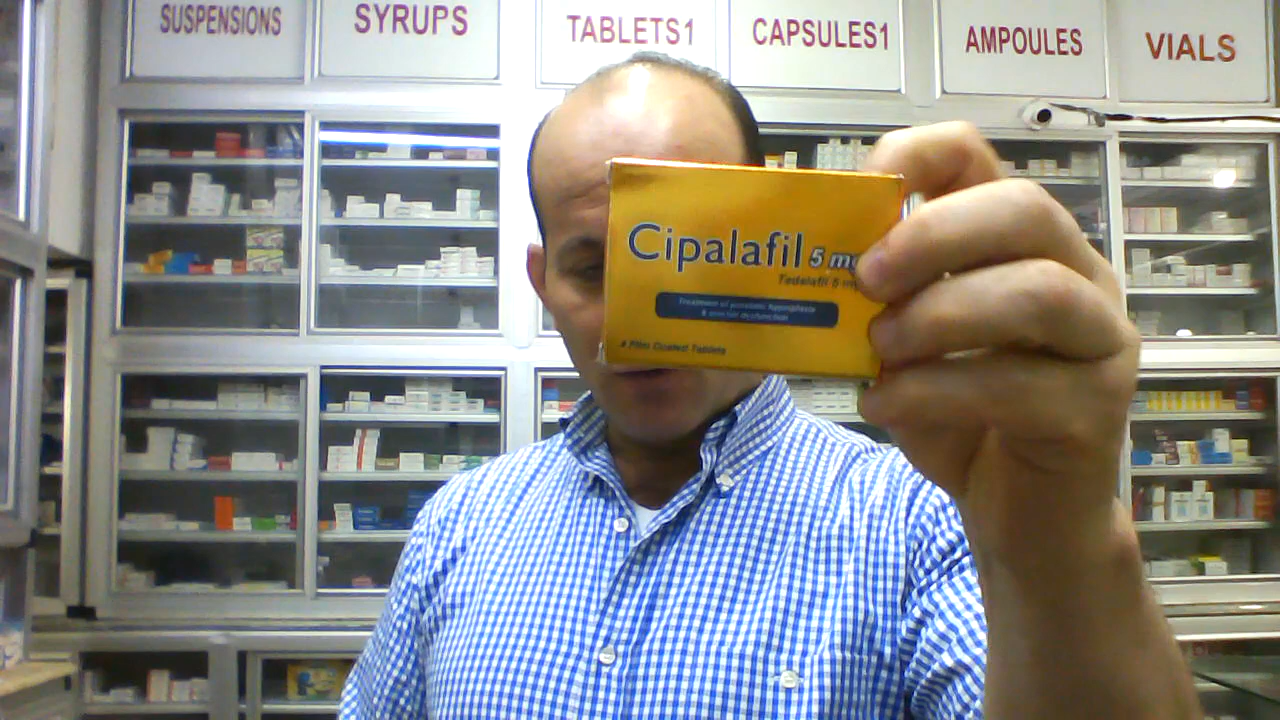 SUSPENSIONS
SYRUPS
TABLETS1
CAPSULES1
AMPOULES
VIALS
Cipalafil 5 mg
Tadalafil 5 m
Treatment of prostatic hyperplasia
& erectile dysfunction
4 Film Coated Tablets